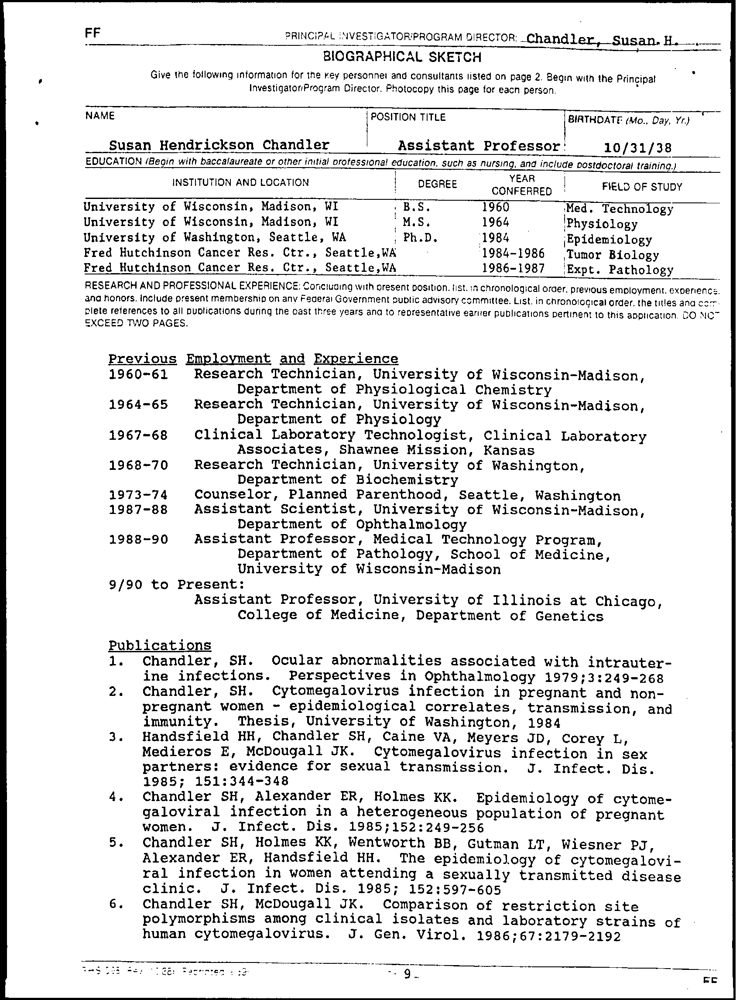 FF
PRINCIPAL INVESTIGATOR/PROGRAM DIRECTOR: Chandler, Susan. H.
BIOGRAPHICAL SKETCH
Give the following information for the key personnel and consultants listed on page 2. Begin with the Principal
Investigator/Program Director. Photocopy this page for each person.
NAME POSITION TITLE BIRTHDATE (Mo., Day, Yr.)
Susan Hendrickson Chandler Assistant Professor 10/31/38
EDUCATION (Begin with baccalaureate or other initial professional education, such as nursing, and include postdoctoral training.)
INSTITUTION AND LOCATION DEGREE YEAR CONFERRED FIELD OF STUDY
University of Wisconsin, Madison, WI B.S. 1960 Med. Technology
University of Wisconsin, Madison, WI M.S. 1964 Physiology
University of Washington, Seattle, WA Ph.D. 1984 Epidemiology
Fred Hutchinson Cancer Res. Ctr., Seattle,WA 1984-1986 Tumor Biology
Fred Hutchinson Cancer Res. Ctr., Seattle,WA 1986-1987 Expt. Pathology
RESEARCH AND PROFESSIONAL EXPERIENCE: Concluding with present position, list, in chronological order, previous employment, experience,
and honors. Include present membership on any Federal Government public advisory committee. List, in chronological order, the titles and com-
plete references to all publications during the past three years and to representative earlier publications pertinent to this application. DO NOT
EXCEED TWO PAGES.
Previous Employment and Experience
1960-61 Research Technician, University of Wisconsin-Madison,
Department of Physiological Chemistry
1964-65 Research Technician, University of Wisconsin-Madison,
Department of Physiology
1967-68 Clinical Laboratory Technologist, Clinical Laboratory
Associates, Shawnee Mission, Kansas
1968-70 Research Technician, University of Washington,
Department of Biochemistry
1973-74 Counselor, Planned Parenthood, Seattle, Washington
1987-88 Assistant Scientist, University of Wisconsin-Madison,
Department of Ophthalmology
1988-90 Assistant Professor, Medical Technology Program,
Department of Pathology, School of Medicine,
University of Wisconsin-Madison
9/90 to Present:
Assistant Professor, University of Illinois at Chicago,
College of Medicine, Department of Genetics
Publications
1. Chandler, SH. Ocular abnormalities associated with intrauter-
ine infections. Perspectives in Ophthalmology 1979;3:249-268
2. Chandler, SH. Cytomegalovirus infection in pregnant and non-
pregnant women - epidemiological correlates, transmission, and
immunity. Thesis, University of Washington, 1984
3. Handsfield HH, Chandler SH, Caine VA, Meyers JD, Corey L,
Medieros E, McDougall JK. Cytomegalovirus infection in sex
partners: evidence for sexual transmission. J. Infect. Dis.
1985; 151:344-348
4. Chandler SH, Alexander ER, Holmes KK. Epidemiology of cytome-
galoviral infection in a heterogeneous population of pregnant
women. J. Infect. Dis. 1985;152:249-256
5. Chandler SH, Holmes KK, Wentworth BB, Gutman LT, Wiesner PJ,
Alexander ER, Handsfield HH. The epidemiology of cytomegalovi-
ral infection in women attending a sexually transmitted disease
clinic. J. Infect. Dis. 1985; 152:597-605
6. Chandler SH, McDougall JK. Comparison of restriction site
polymorphisms among clinical isolates and laboratory strains of
human cytomegalovirus. J. Gen. Virol. 1986;67:2179-2192
9
FF